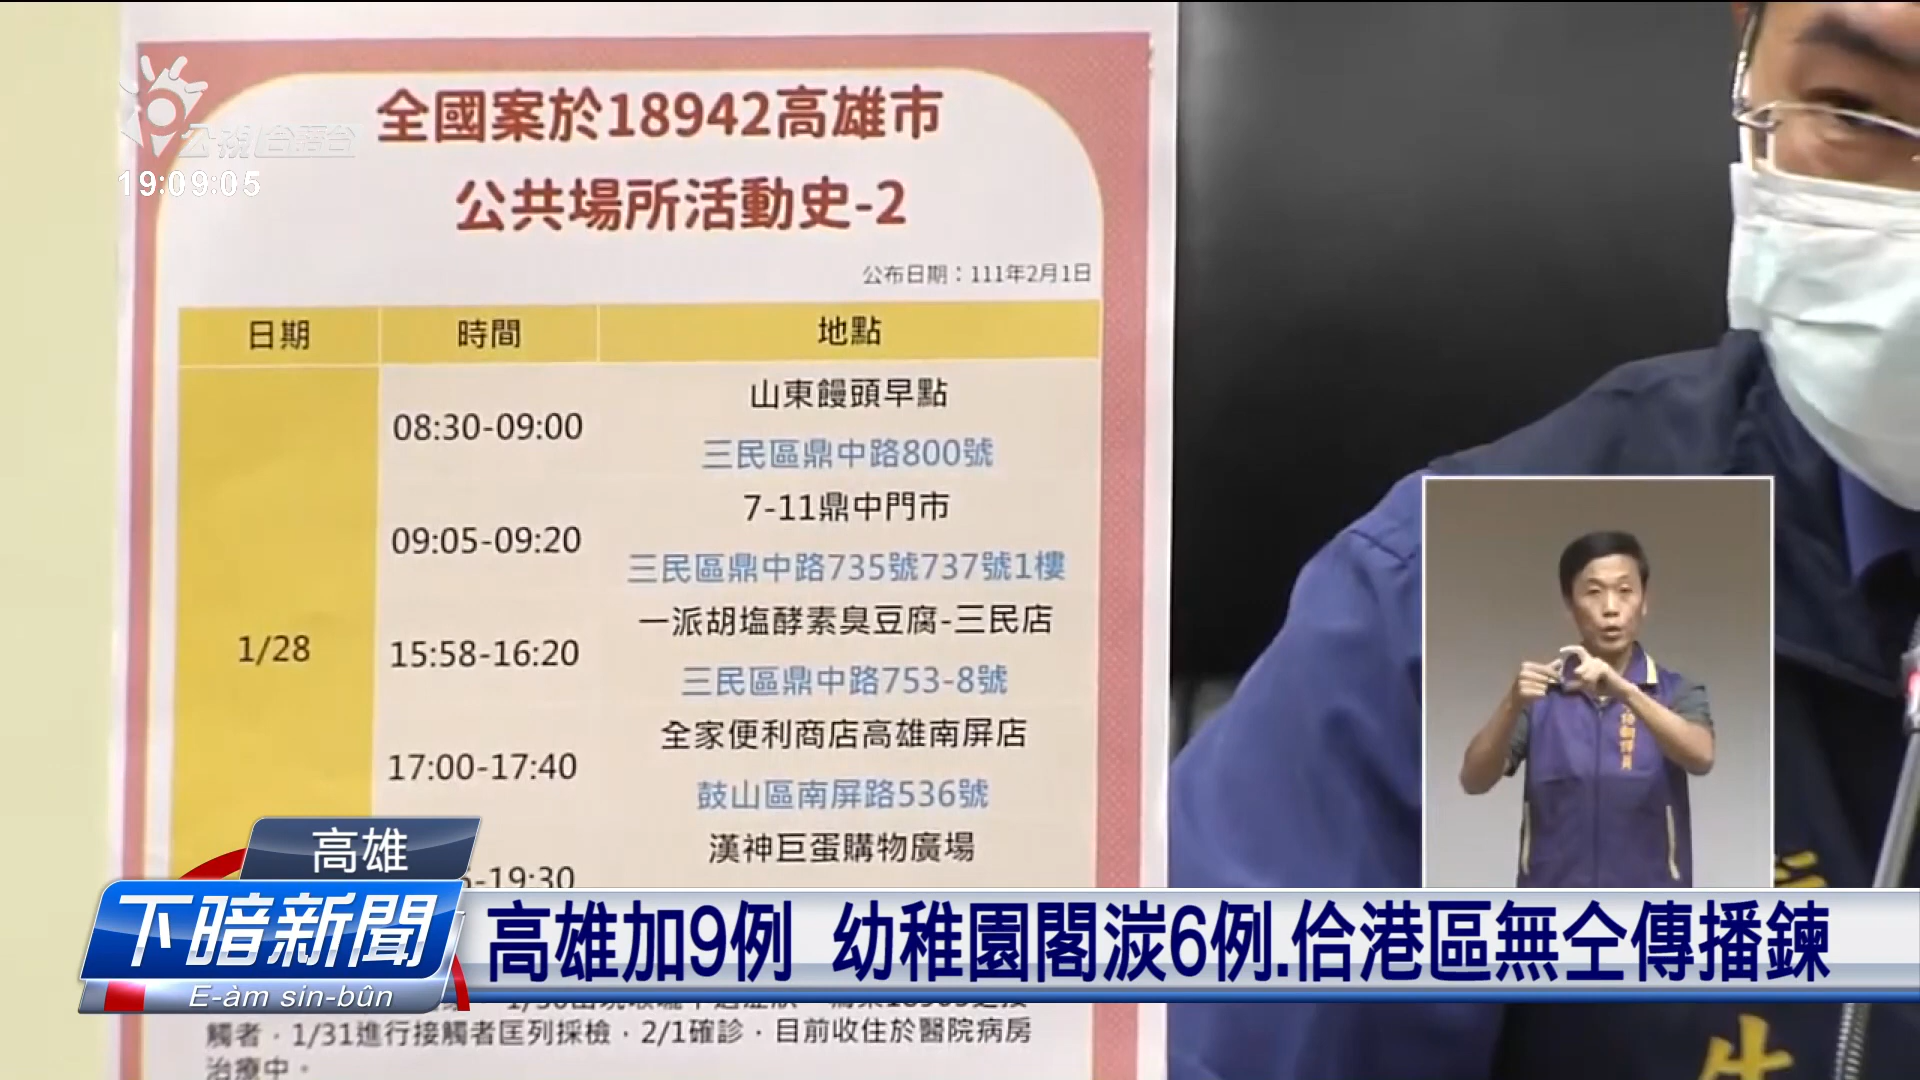 全國案於18942高雄市
公視台語台
19:09:05
公共場所活動史-2
公布日期：111年2月1日
日期 時間 地點
1/28
08:30-09:00 山東饅頭早點
三民區鼎中路800號
09:05-09:20 7-11鼎中門市
三民區鼎中路735號737號1樓
15:58-16:20 一派胡塩酵素臭豆腐-三民店
三民區鼎中路753-8號
17:00-17:40 全家便利商店高雄南屏店
鼓山區南屏路536號
-19:30 漢神巨蛋購物廣場
高雄
下暗新聞
E-àm sin-bûn
高雄加9例 幼稚園閣湠6例.佮港區無仝傳播鍊
觸者，1/31進行接觸者匡列採檢，2/1確診，目前收住於醫院病房
治療中。
生